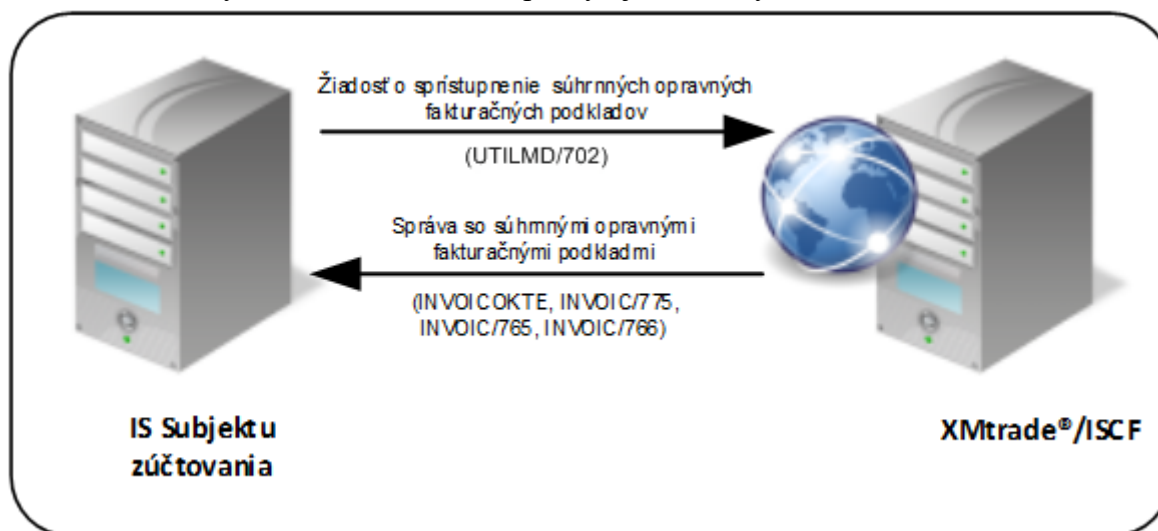 Žiadosť o sprístupnenie súhrnných opravných
fakturačných podkladov
(UTILMD/702)
Správa so súhrnnými opravnými
fakturačnými podkladmi
(INVOICOKTE, INVOIC/775,
INVOIC/765, INVOIC/766)
IS Subjektu
zúčtovania
XMtrade®/ISCF